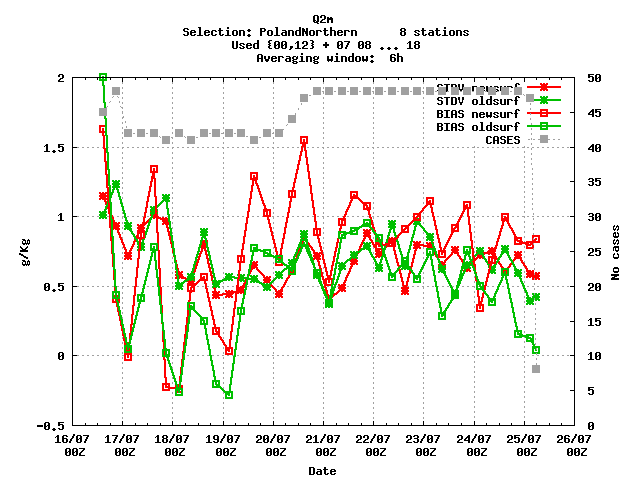 Q2m
Selection: PolandNorthern 8 stations
Used {00,12} + 07 08 ... 18
Averaging window: 6h
STDV newsurf
STDV oldsurf
BIAS newsurf
BIAS oldsurf
CASES
2
1.5
1
0.5
0
-0.5
g/Kg
50
45
40
35
30
25
20
15
10
5
0
No cases
16/07 17/07 18/07 19/07 20/07 21/07 22/07 23/07 24/07 25/07 26/07
00Z 00Z 00Z 00Z 00Z 00Z 00Z 00Z 00Z 00Z 00Z
Date